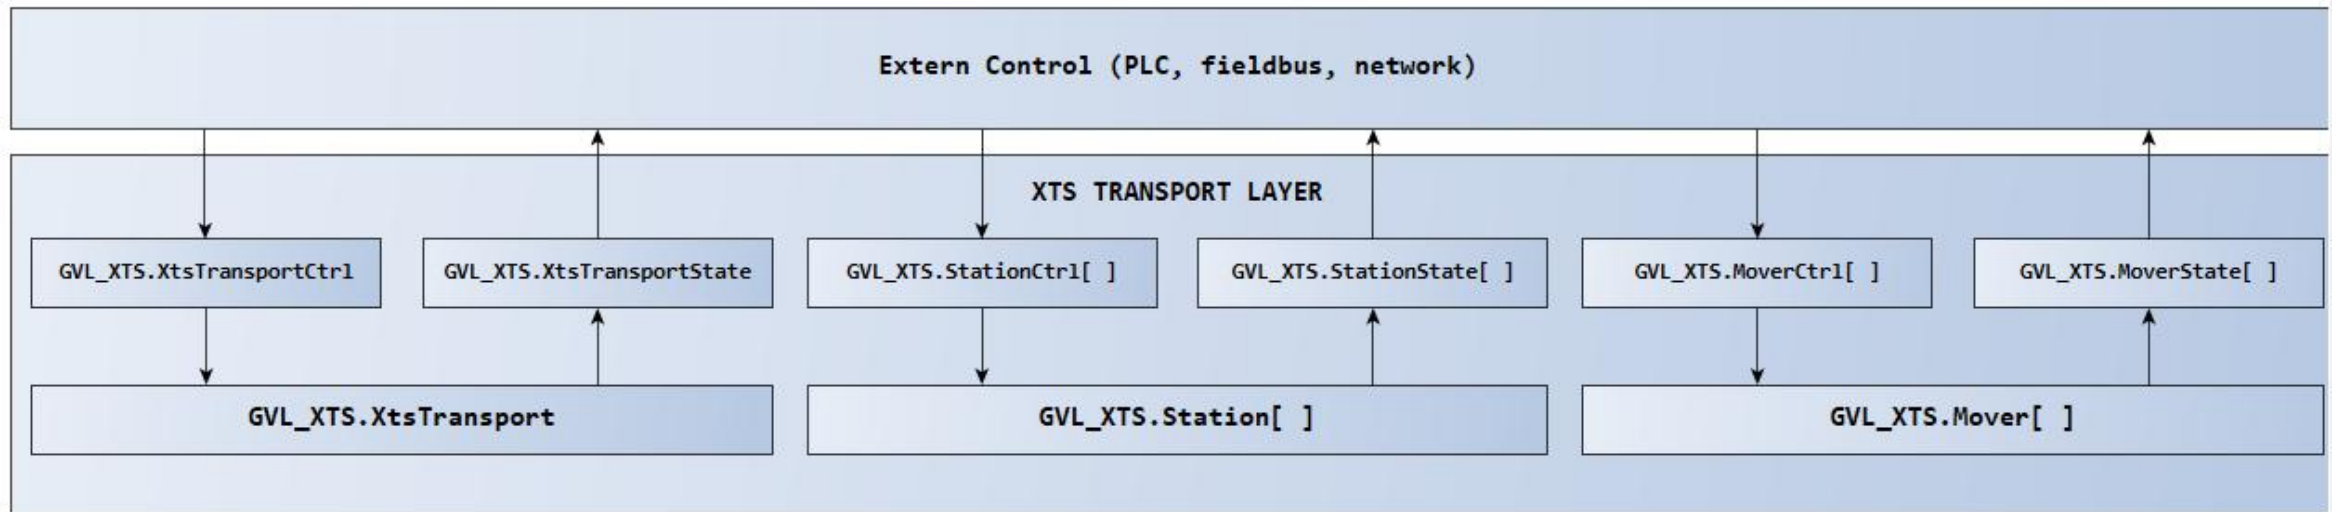 Extern Control (PLC, fieldbus, network)
XTS TRANSPORT LAYER
GVL_XTS.XtsTransportCtrl
GVL_XTS.XtsTransportState
GVL_XTS.StationCtrl[ ]
GVL_XTS.StationState[ ]
GVL_XTS.MoverCtrl[ ]
GVL_XTS.MoverState[ ]
GVL_XTS.XtsTransport
GVL_XTS.Station[ ]
GVL_XTS.Mover[ ]